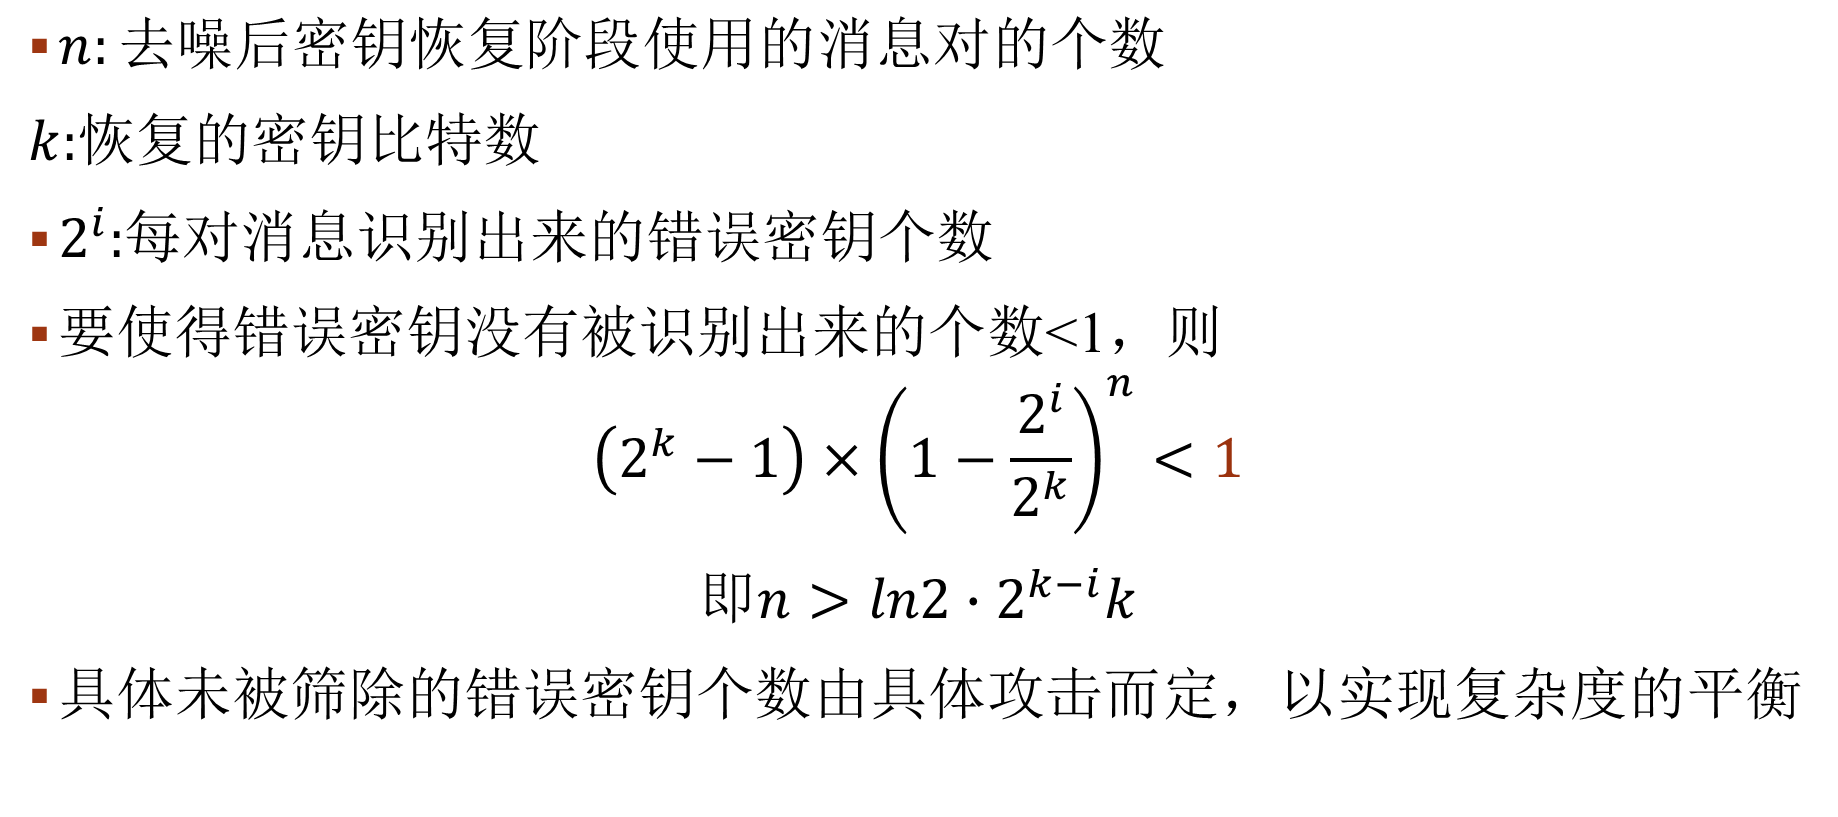 ▪n: 去噪后密钥恢复阶段使用的消息对的个数
k:恢复的密钥比特数
▪2^i:每对消息识别出来的错误密钥个数
▪要使得错误密钥没有被识别出来的个数<1，则
(2^k − 1) × (1 − 2^i/2^k)^n < 1
即n > ln2 · 2^{k−i}k
▪具体未被筛除的错误密钥个数由具体攻击而定，以实现复杂度的平衡